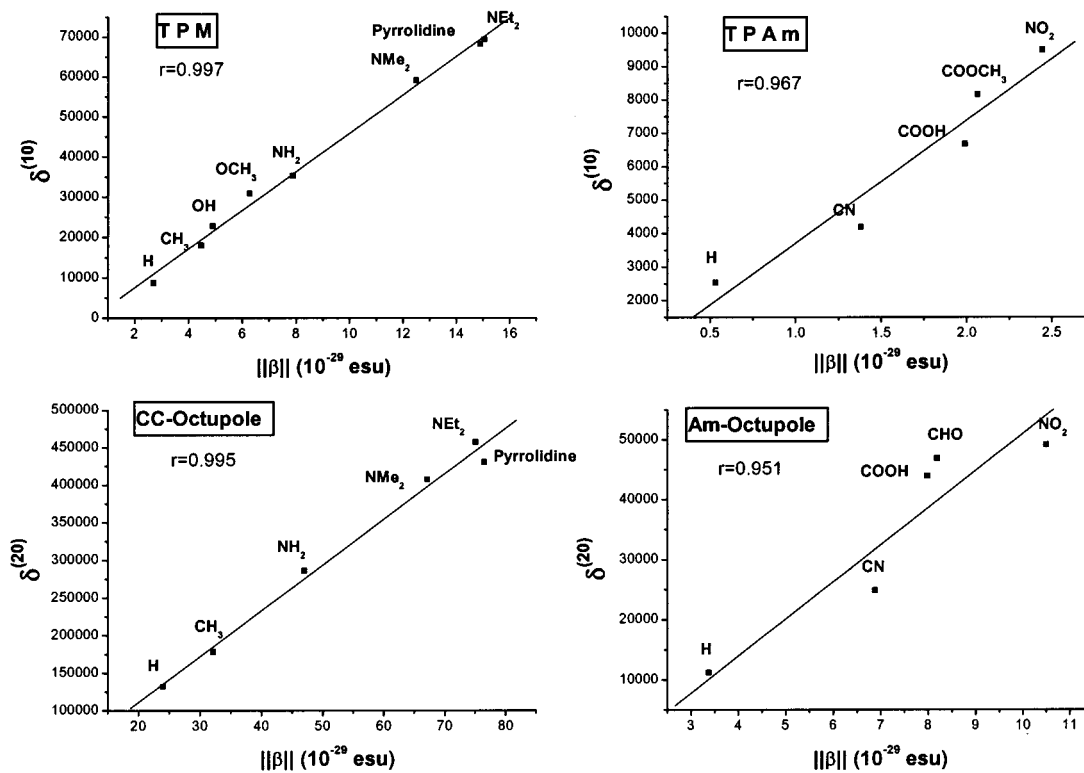 TPM
r=0.997
δ(10)
70000
60000
50000
40000
30000
20000
10000
0
H
CH3
OH
OCH3
NH2
NMe2
Pyrrolidine
NEt2
2 4 6 8 10 12 14 16
||β|| (10-29 esu)
TPAm
r=0.967
δ(10)
10000
9000
8000
7000
6000
5000
4000
3000
2000
H
CN
COOH
COOCH3
NO2
0.5 1.0 1.5 2.0 2.5
||β|| (10-29 esu)
CC-Octupole
r=0.995
δ(20)
500000
450000
400000
350000
300000
250000
200000
150000
100000
H
CH3
NH2
NMe2
NEt2
Pyrrolidine
20 30 40 50 60 70 80
||β|| (10-29 esu)
Am-Octupole
r=0.951
δ(20)
50000
40000
30000
20000
10000
H
CN
COOH
CHO
NO2
3 4 5 6 7 8 9 10 11
||β|| (10-29 esu)